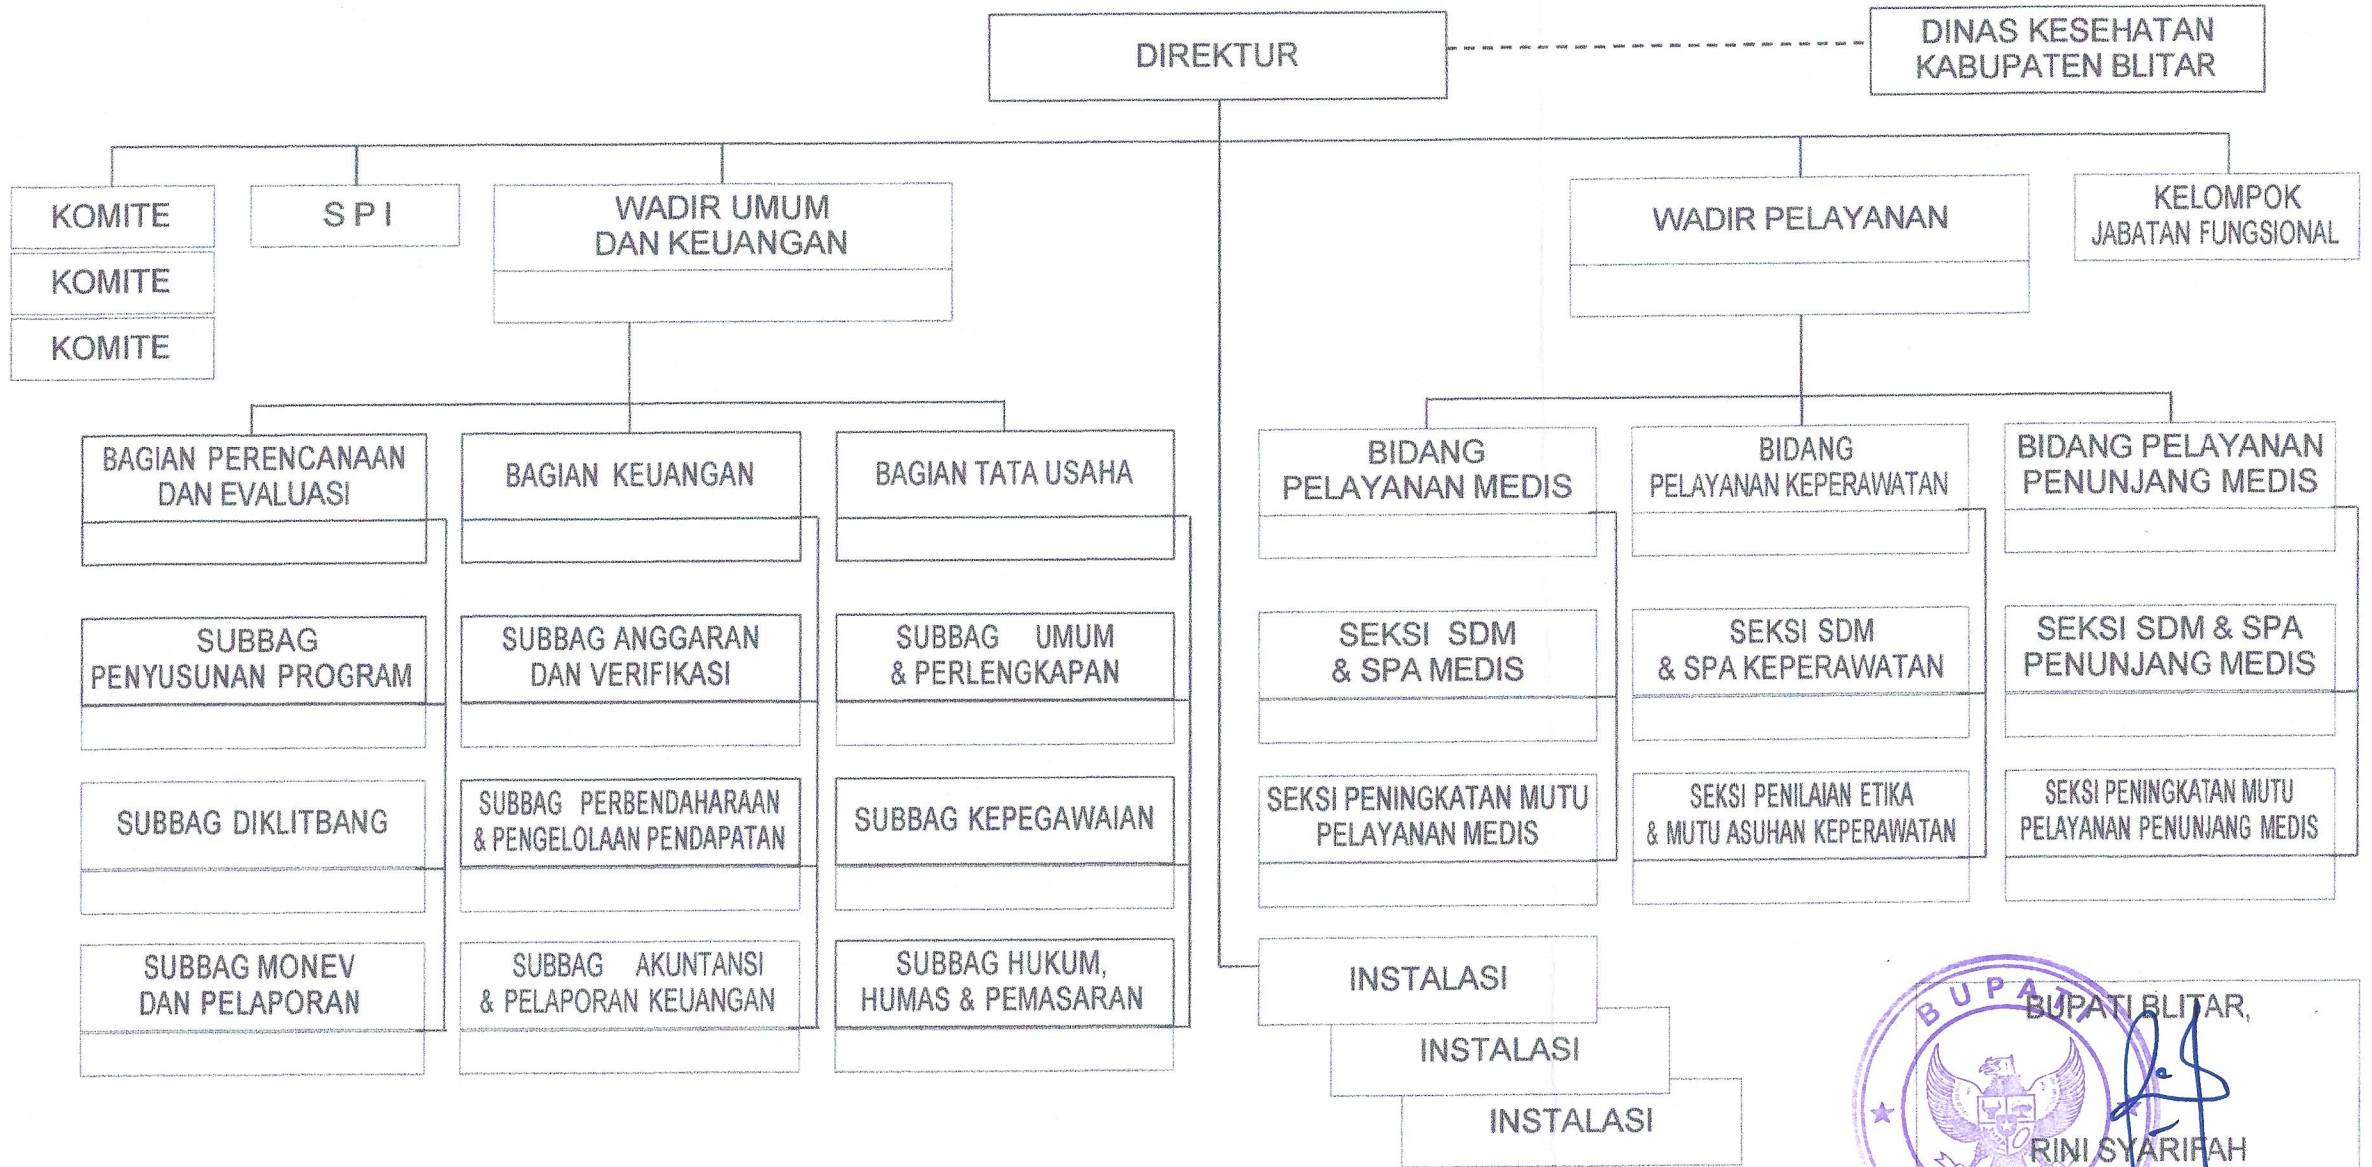 DIREKTUR
DINAS KESEHATAN
KABUPATEN BLITAR
KOMITE
KOMITE
KOMITE
S P I
WADIR UMUM
DAN KEUANGAN
WADIR PELAYANAN
KELOMPOK
JABATAN FUNGSIONAL
BAGIAN PERENCANAAN
DAN EVALUASI
BAGIAN KEUANGAN
BAGIAN TATA USAHA
BIDANG
PELAYANAN MEDIS
BIDANG
PELAYANAN KEPERAWATAN
BIDANG PELAYANAN
PENUNJANG MEDIS
SUBBAG
PENYUSUNAN PROGRAM
SUBBAG ANGGARAN
DAN VERIFIKASI
SUBBAG UMUM
& PERLENGKAPAN
SEKSI SDM
& SPA MEDIS
SEKSI SDM
& SPA KEPERAWATAN
SEKSI SDM & SPA
PENUNJANG MEDIS
SUBBAG DIKLITBANG
SUBBAG PERBENDAHARAAN
& PENGELOLAAN PENDAPATAN
SUBBAG KEPEGAWAIAN
SEKSI PENINGKATAN MUTU
PELAYANAN MEDIS
SEKSI PENILAIAN ETIKA
& MUTU ASUHAN KEPERAWATAN
SEKSI PENINGKATAN MUTU
PELAYANAN PENUNJANG MEDIS
SUBBAG MONEV
DAN PELAPORAN
SUBBAG AKUNTANSI
& PELAPORAN KEUANGAN
SUBBAG HUKUM,
HUMAS & PEMASARAN
INSTALASI
INSTALASI
INSTALASI
BUPATI
BUPATI BLITAR,
RINI SYARIFAH